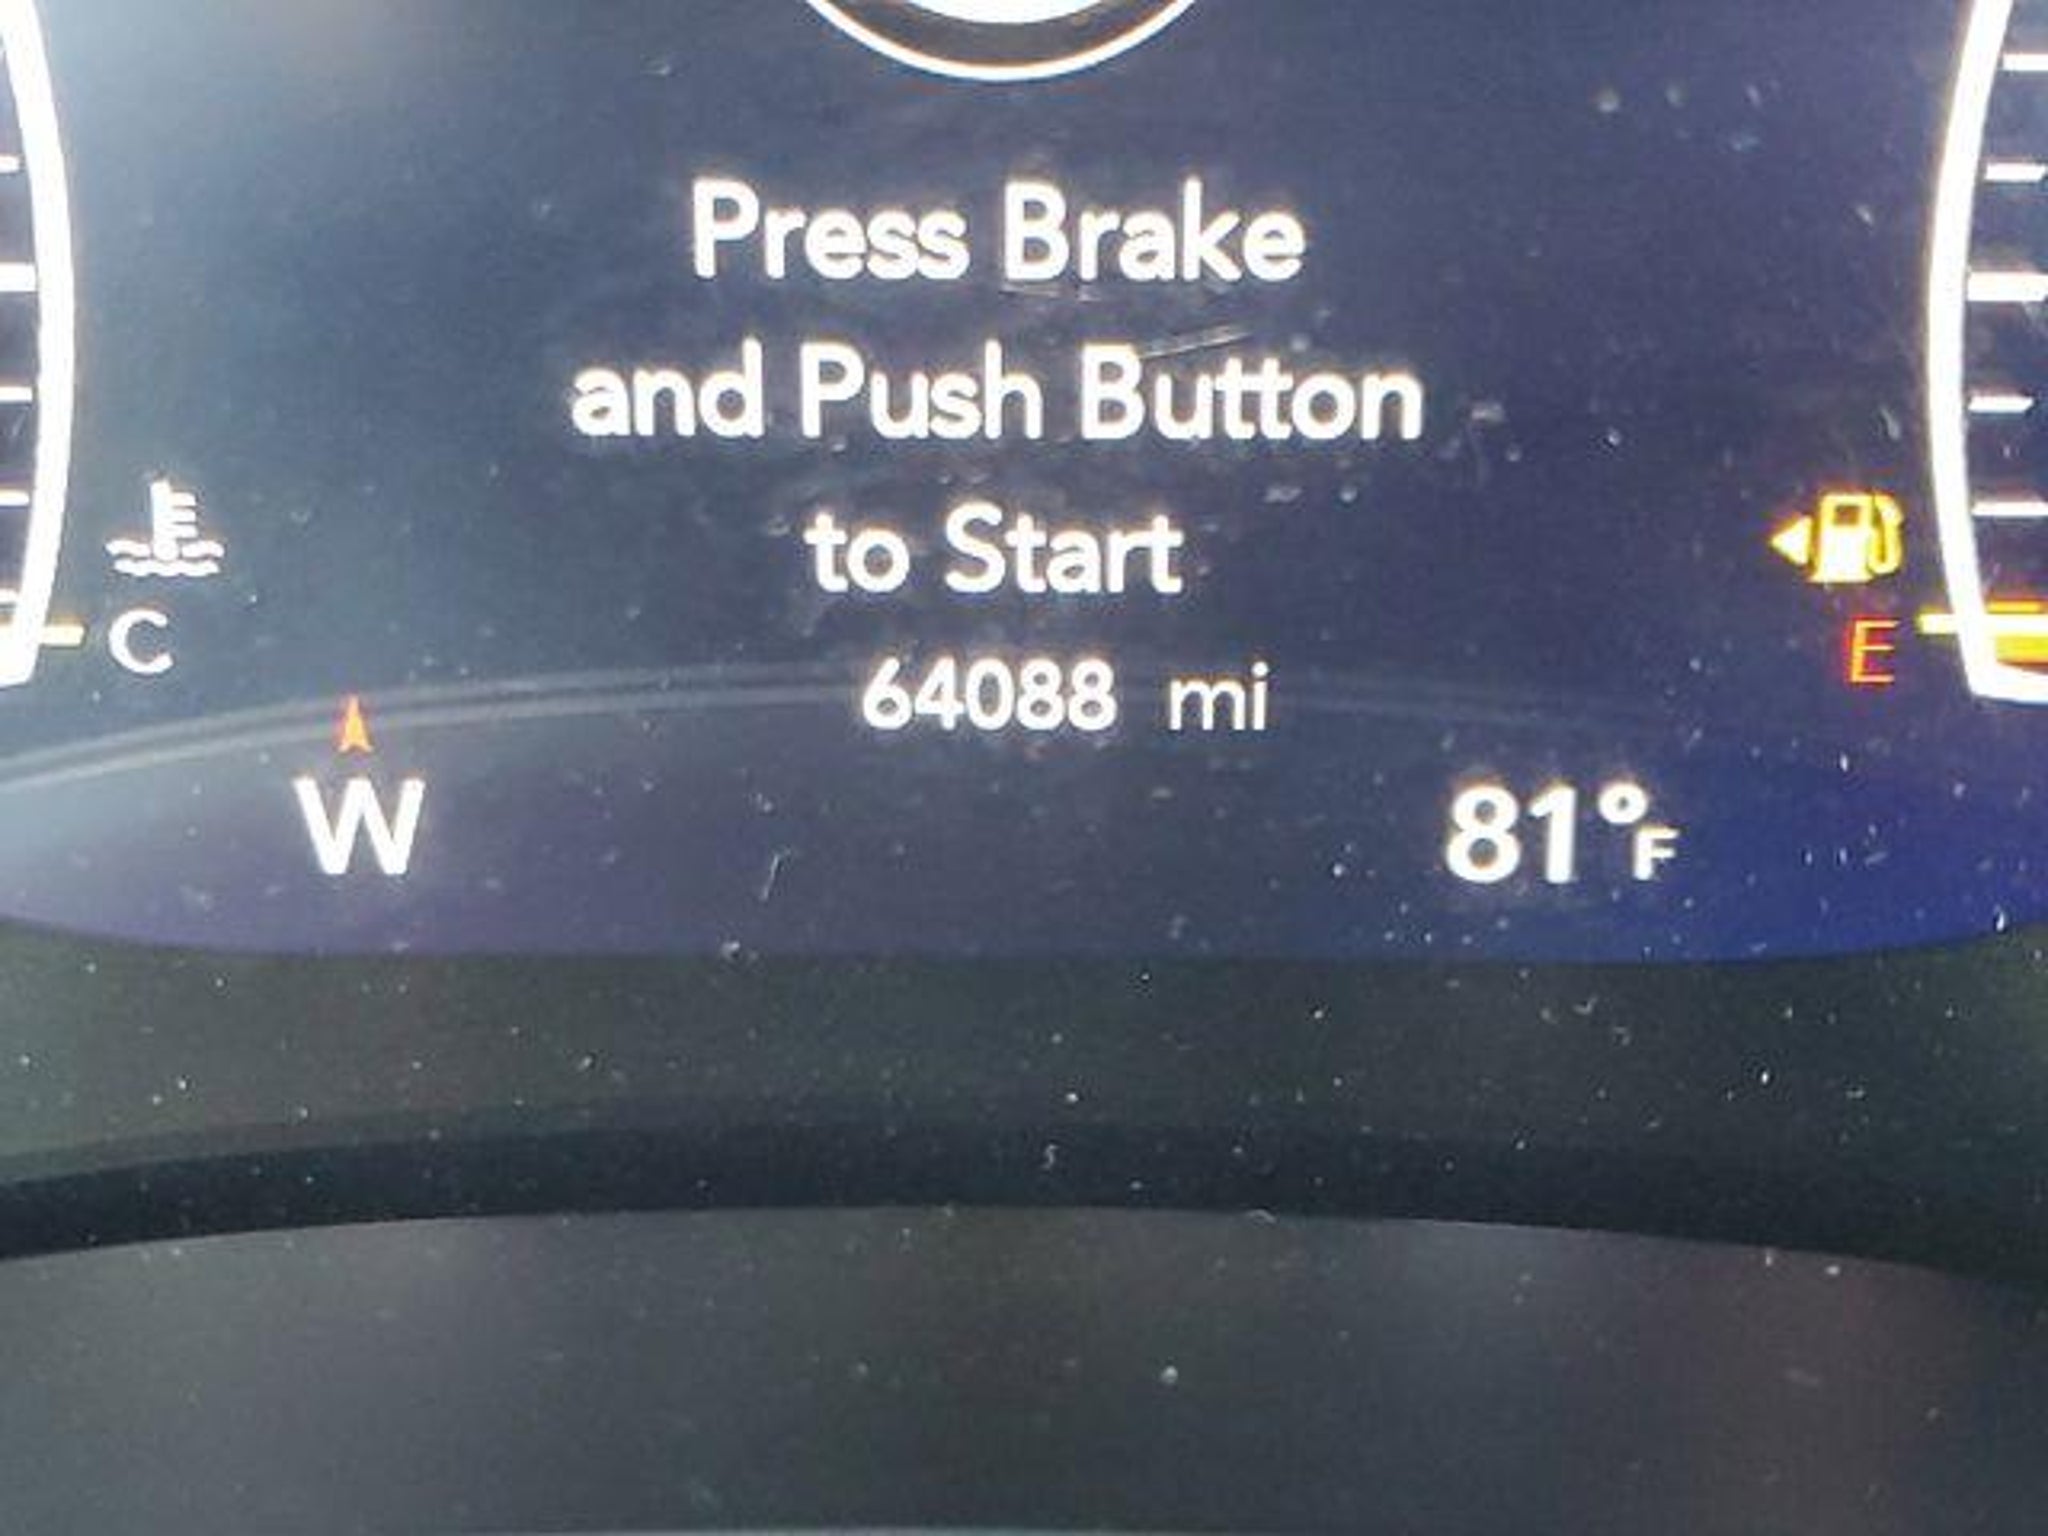 Press Brake
and Push Button
to Start
C
E
64088 mi
W
81°F